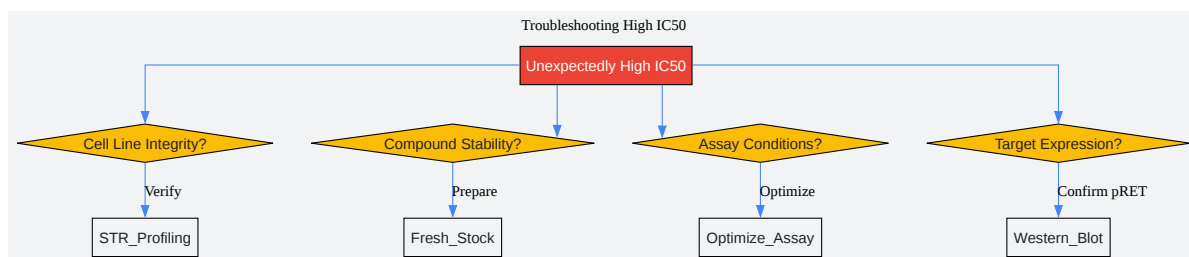 Troubleshooting High IC50
Unexpectedly High IC50
Cell Line Integrity?
Compound Stability?
Assay Conditions?
Target Expression?
Verify
Prepare
Optimize
Confirm pRET
STR_Profiling
Fresh_Stock
Optimize_Assay
Western_Blot